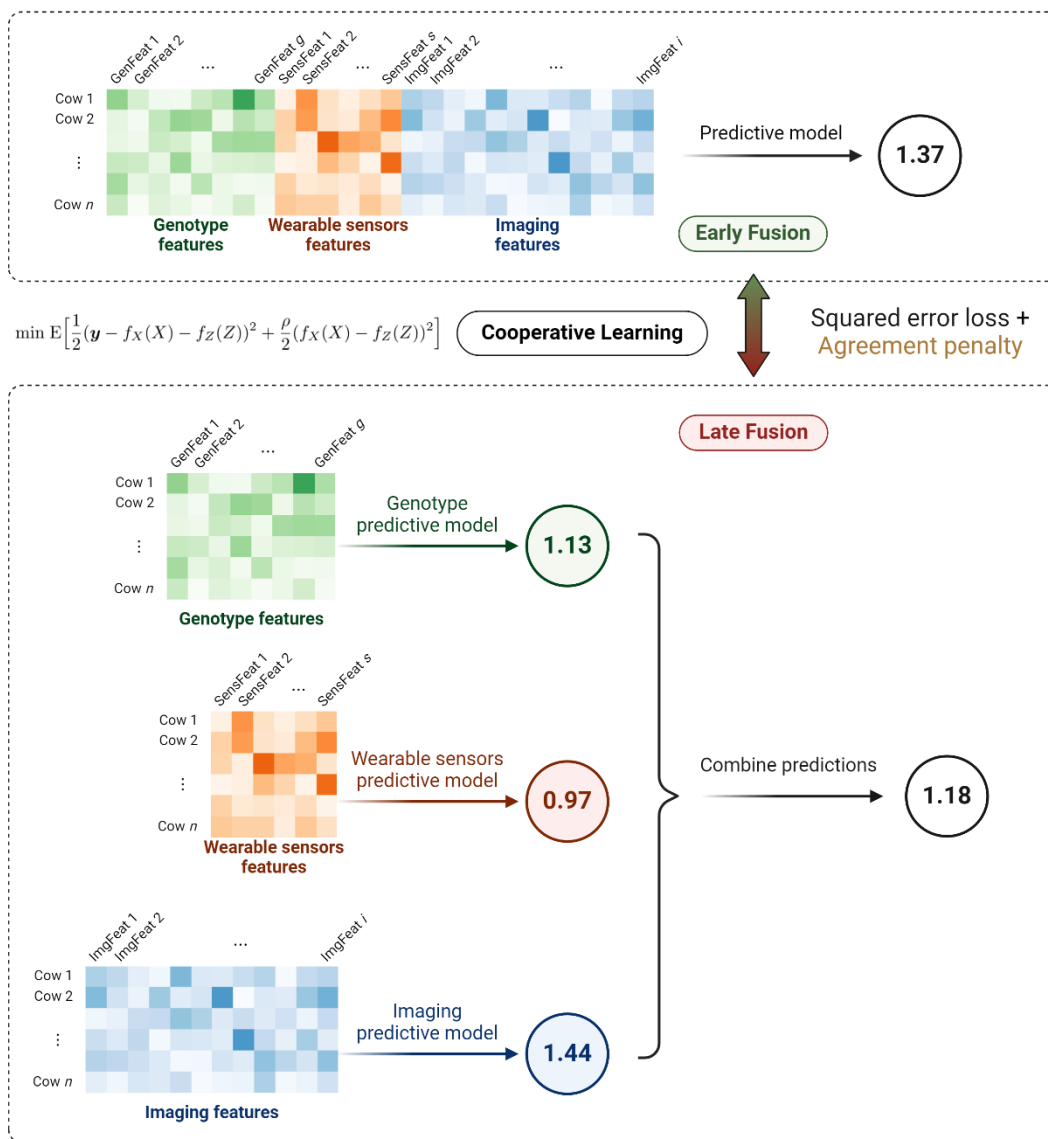 GenFeat 1
GenFeat 2
...
GenFeat g
SensFeat 1
SensFeat 2
...
SensFeat s
ImgFeat 1
ImgFeat 2
...
ImgFeat i
Cow 1
Cow 2
⋮
Cow n
Genotype
features
Wearable sensors
features
Imaging
features
Predictive model
1.37
Early Fusion
min E[1/2(y − f_X(X) − f_Z(Z))² + ρ/2(f_X(X) − f_Z(Z))²]
Cooperative Learning
Squared error loss +
Agreement penalty
Late Fusion
GenFeat 1
GenFeat 2
...
GenFeat g
Cow 1
Cow 2
⋮
Cow n
Genotype features
Genotype
predictive model
1.13
SensFeat 1
SensFeat 2
...
SensFeat s
Cow 1
Cow 2
⋮
Cow n
Wearable sensors
features
Wearable sensors
predictive model
0.97
Combine predictions
1.18
ImgFeat 1
ImgFeat 2
...
ImgFeat i
Cow 1
Cow 2
⋮
Cow n
Imaging features
Imaging
predictive model
1.44